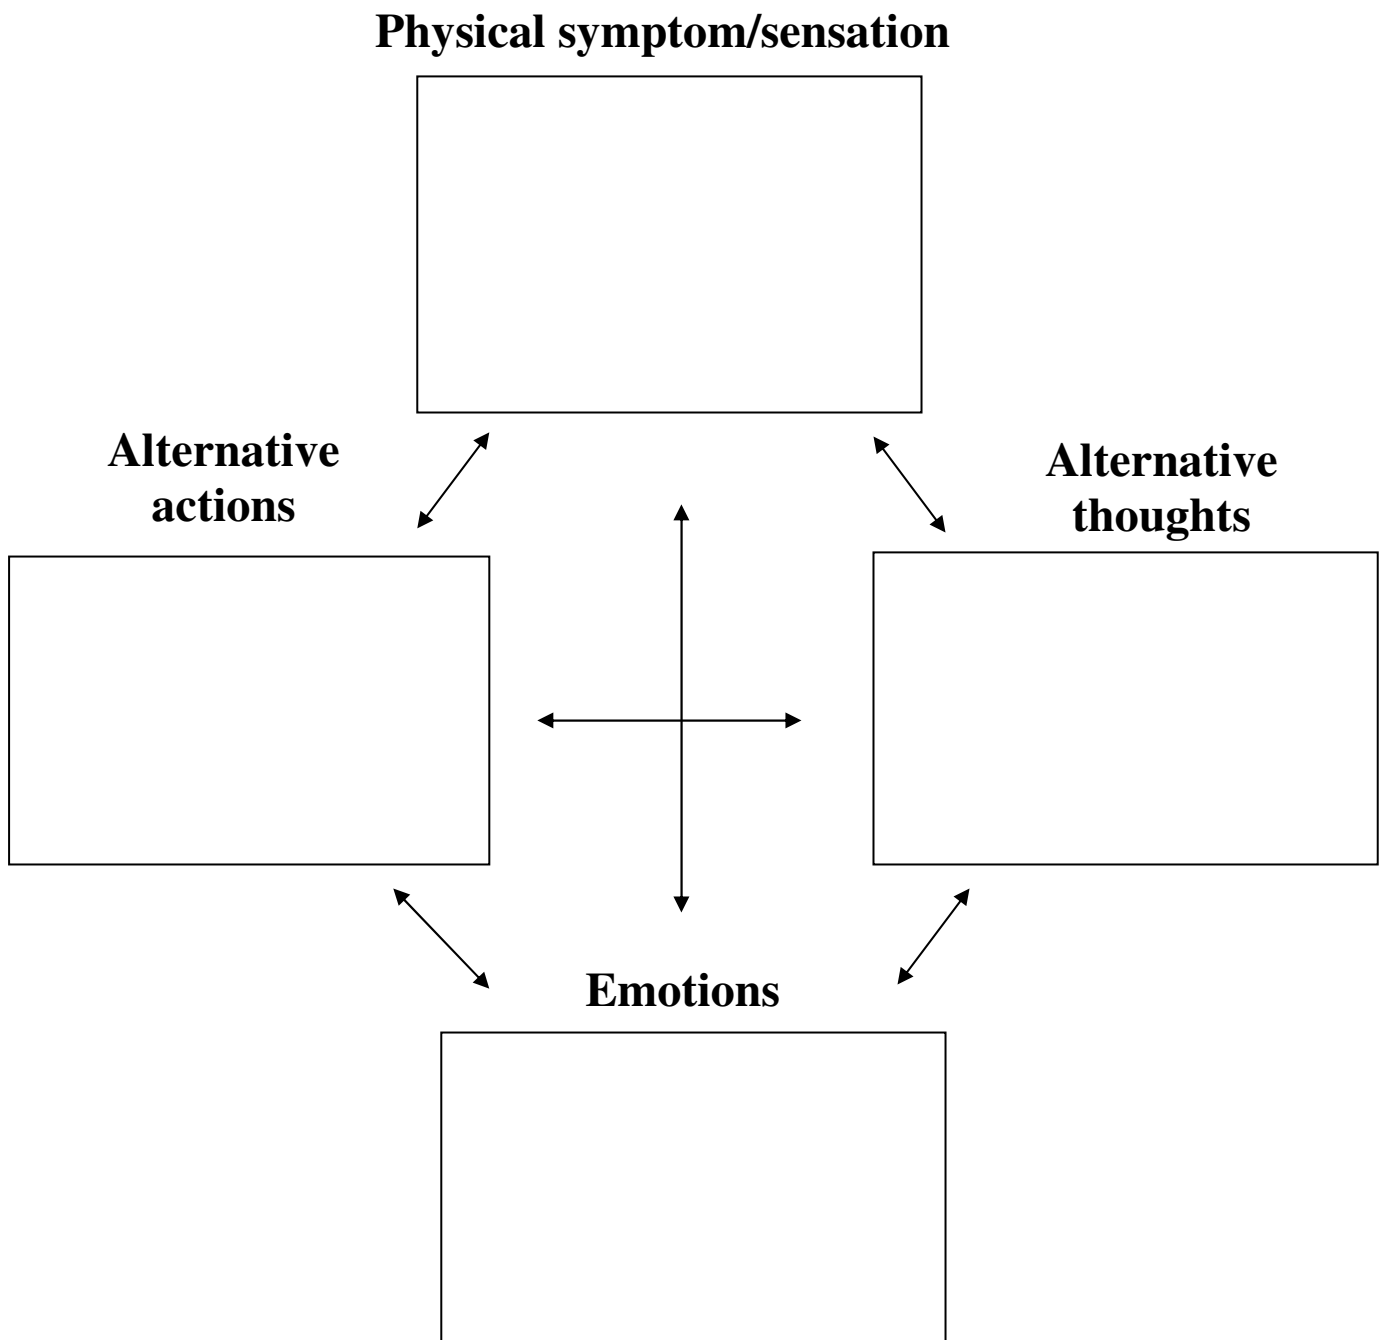 Physical symptom/sensation
Alternative
actions
Alternative
thoughts
Emotions